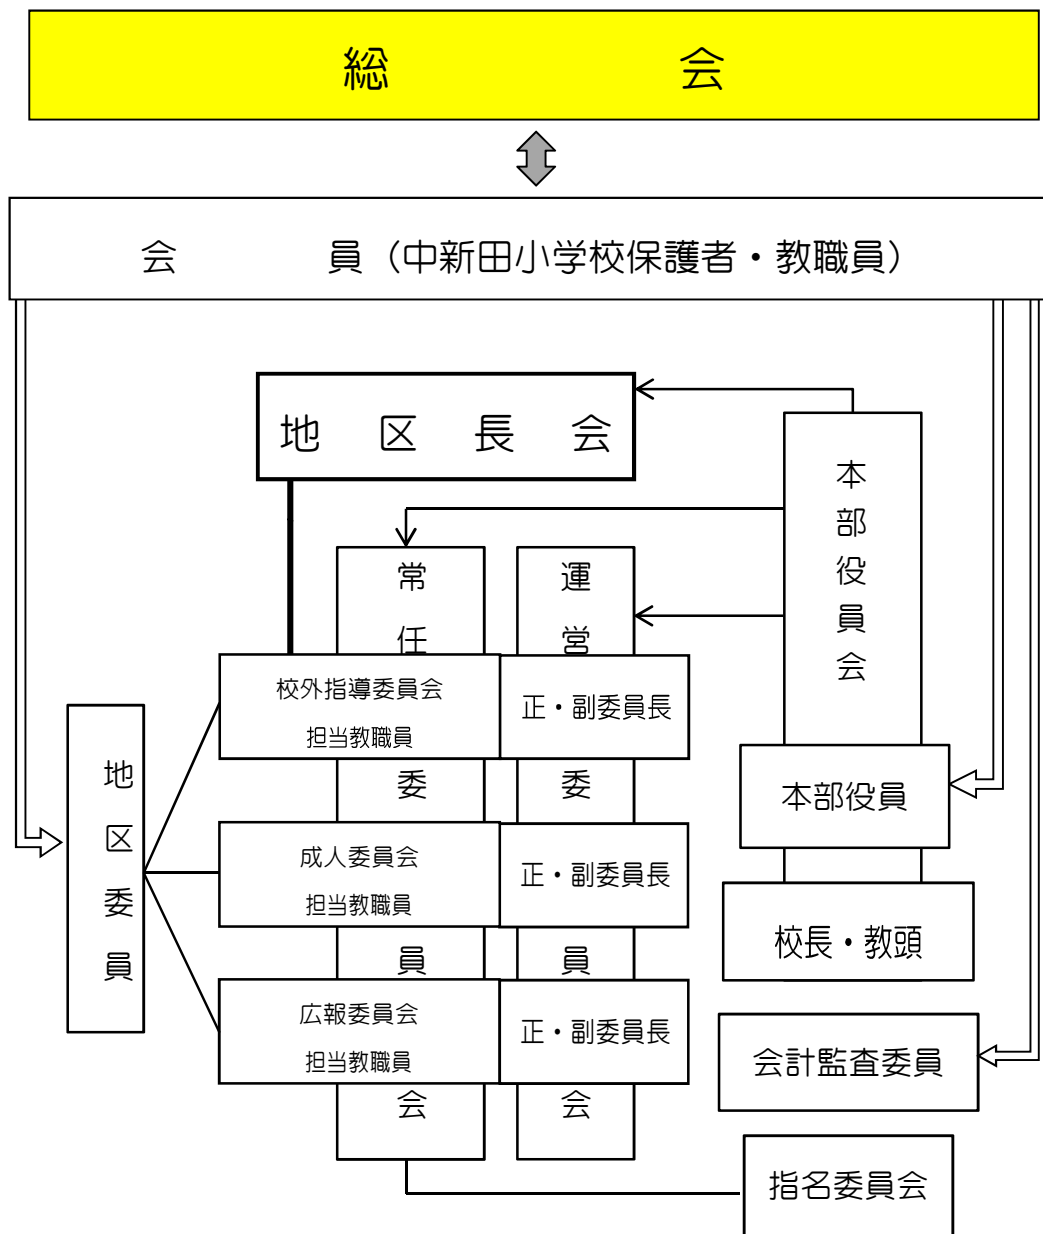 総　会
会　員（中新田小学校保護者・教職員）
地区長会
本部役員会
常任委員会
運営委員会
校外指導委員会
担当教職員
正・副委員長
地区委員
成人委員会
担当教職員
正・副委員長
広報委員会
担当教職員
正・副委員長
本部役員
校長・教頭
会計監査委員
指名委員会